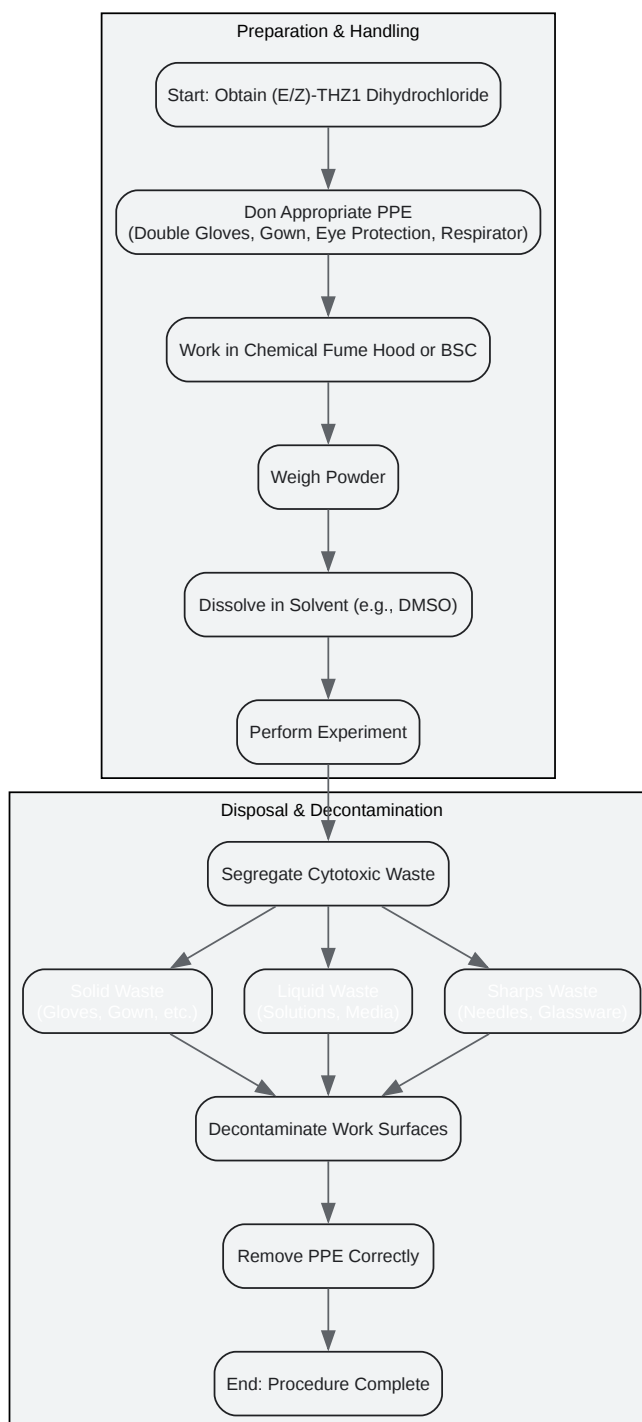 Preparation & Handling
Start: Obtain (E/Z)-THZ1 Dihydrochloride
Don Appropriate PPE
(Double Gloves, Gown, Eye Protection, Respirator)
Work in Chemical Fume Hood or BSC
Weigh Powder
Dissolve in Solvent (e.g., DMSO)
Perform Experiment
Disposal & Decontamination
Segregate Cytotoxic Waste
Solid Waste
(Gloves, Gown, etc.)
Liquid Waste
(Solutions, Media)
Sharps Waste
(Needles, Glassware)
Decontaminate Work Surfaces
Remove PPE Correctly
End: Procedure Complete